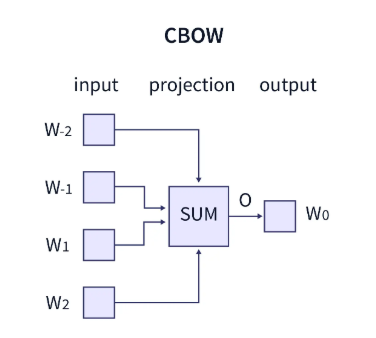 CBOW
input projection output
W-2
W-1
W1
W2
SUM
O
W0